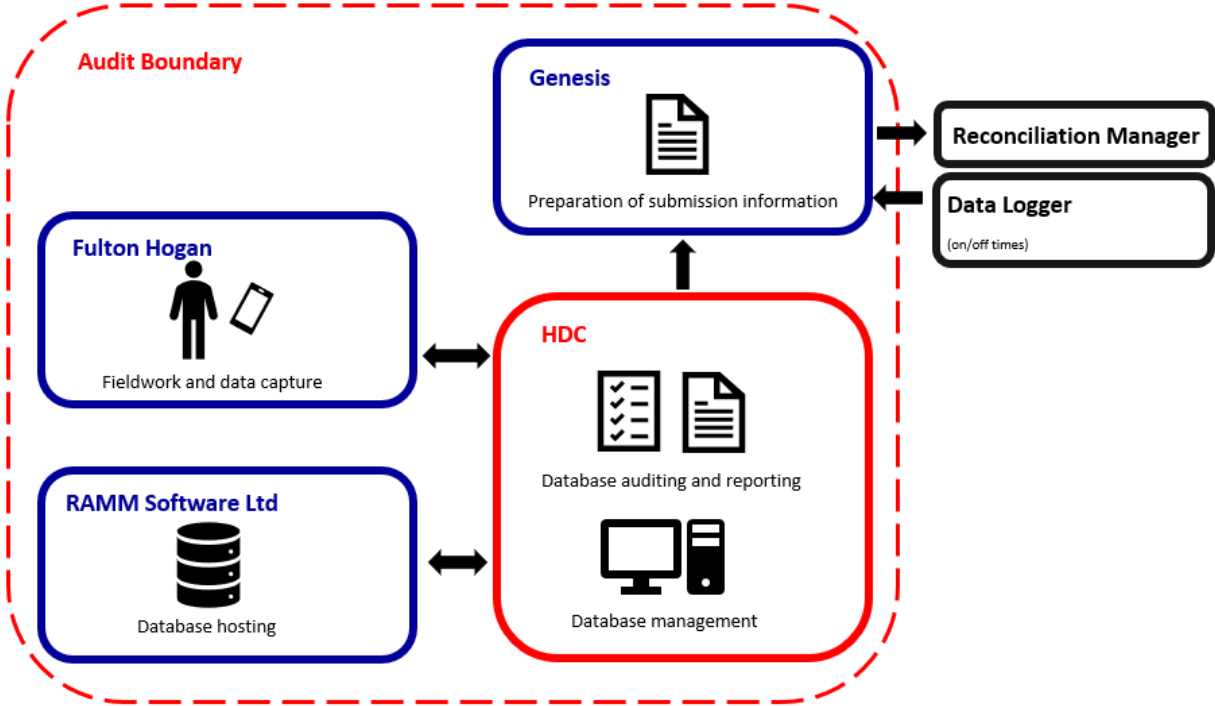 Audit Boundary
Genesis
Preparation of submission information
Reconciliation Manager
Data Logger
(on/off times)
Fulton Hogan
Fieldwork and data capture
HDC
Database auditing and reporting
Database management
RAMM Software Ltd
Database hosting